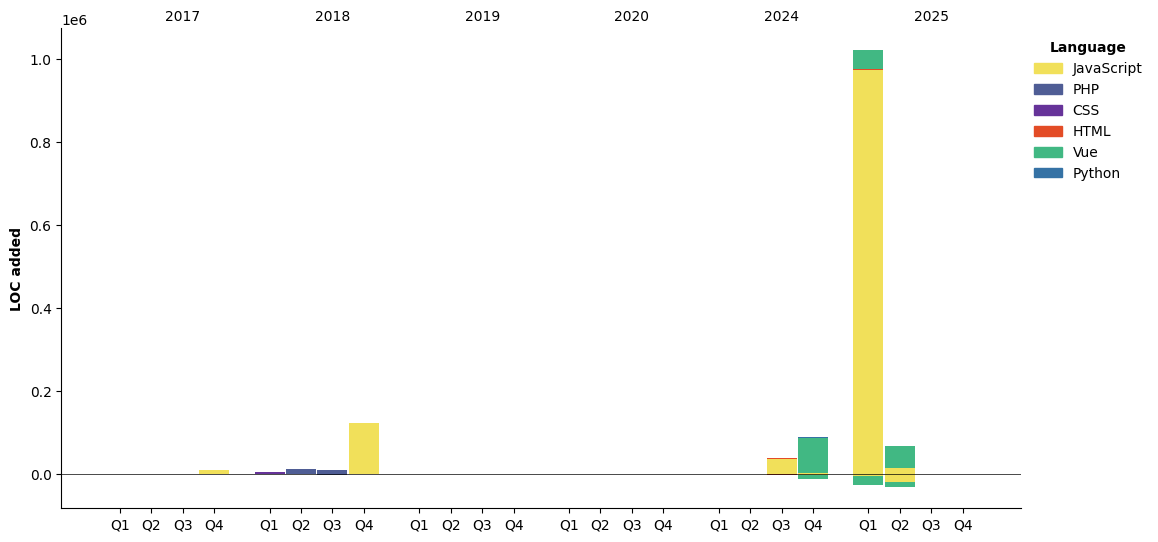 1e6
2017 2018 2019 2020 2024 2025
Language
JavaScript
PHP
CSS
HTML
Vue
Python
LOC added
1.0
0.8
0.6
0.4
0.2
0.0
Q1 Q2 Q3 Q4 Q1 Q2 Q3 Q4 Q1 Q2 Q3 Q4 Q1 Q2 Q3 Q4 Q1 Q2 Q3 Q4 Q1 Q2 Q3 Q4